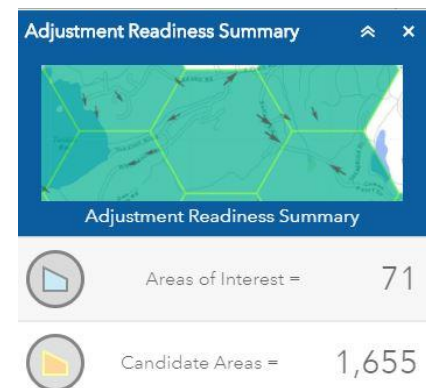 Adjustment Readiness Summary
Adjustment Readiness Summary
Areas of Interest = 71
Candidate Areas = 1,655